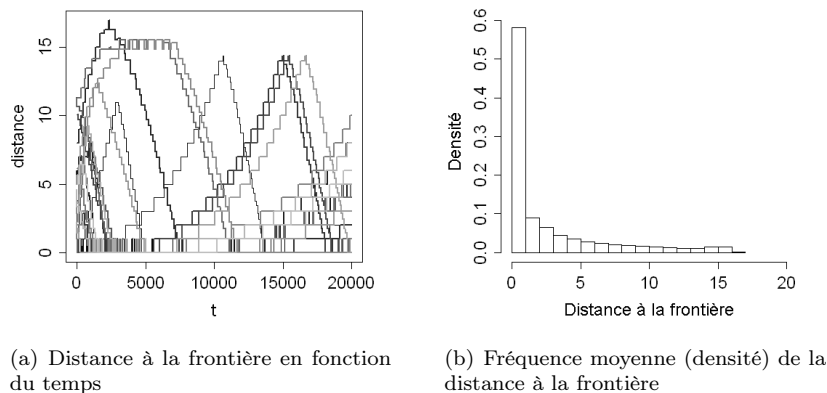 distance
0 5 10 15
0 5000 10000 15000 20000
t
Densité
0.0 0.1 0.2 0.3 0.4 0.5 0.6
0 5 10 15 20
Distance à la frontière
(a) Distance à la frontière en fonction
du temps
(b) Fréquence moyenne (densité) de la
distance à la frontière